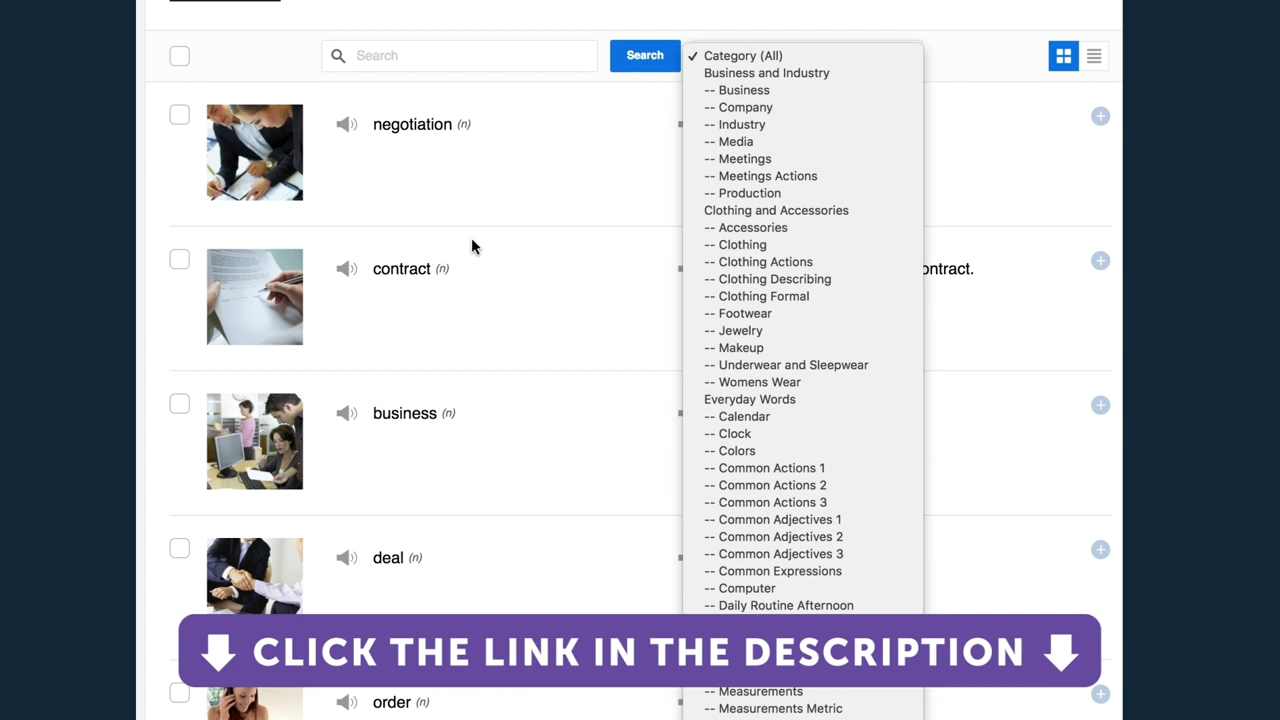 Search
Search
Category (All)
Business and Industry
-- Business
-- Company
-- Industry
-- Media
-- Meetings
-- Meetings Actions
-- Production
Clothing and Accessories
-- Accessories
-- Clothing
-- Clothing Actions
-- Clothing Describing
-- Clothing Formal
-- Footwear
-- Jewelry
-- Makeup
-- Underwear and Sleepwear
-- Womens Wear
Everyday Words
-- Calendar
-- Clock
-- Colors
-- Common Actions 1
-- Common Actions 2
-- Common Actions 3
-- Common Adjectives 1
-- Common Adjectives 2
-- Common Adjectives 3
-- Common Expressions
-- Computer
-- Daily Routine Afternoon
-- Measurements
-- Measurements Metric
negotiation (n)
contract (n)
ontract.
business (n)
deal (n)
order (n)
CLICK THE LINK IN THE DESCRIPTION